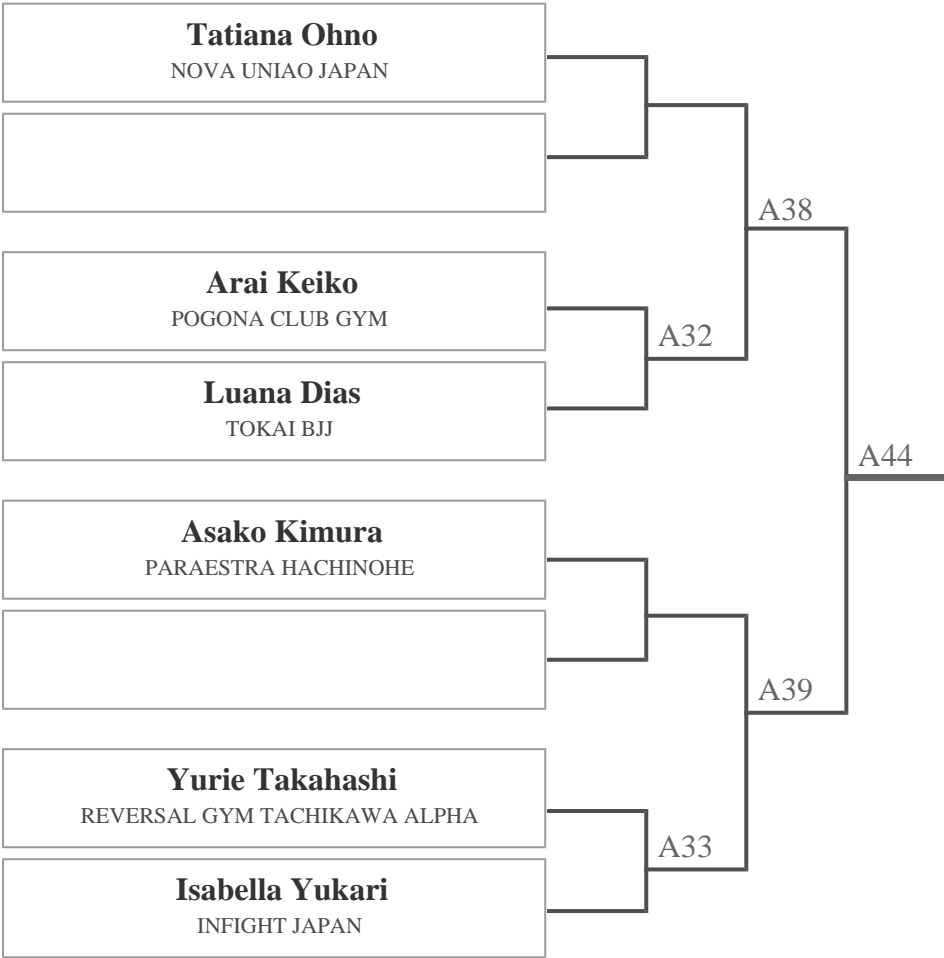 Tatiana Ohno
NOVA UNIAO JAPAN
A38
Arai Keiko
POGONA CLUB GYM
A32
Luana Dias
TOKAI BJJ
A44
Asako Kimura
PARAESTRA HACHINOHE
A39
Yurie Takahashi
REVERSAL GYM TACHIKAWA ALPHA
A33
Isabella Yukari
INFIGHT JAPAN